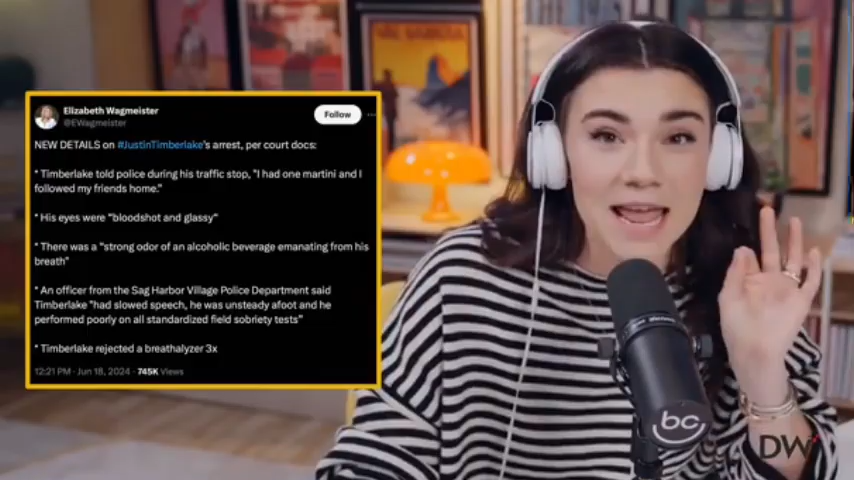 Elizabeth Wagmeister
@EWagmeister
Follow
NEW DETAILS on #JustinTimberlake's arrest, per court docs:
* Timberlake told police during his traffic stop, "I had one martini and I
followed my friends home."
* His eyes were "bloodshot and glassy"
* There was a "strong odor of an alcoholic beverage emanating from his
breath"
* An officer from the Sag Harbor Village Police Department said
Timberlake "had slowed speech, he was unsteady afoot and he
performed poorly on all standardized field sobriety tests"
* Timberlake rejected a breathalyzer 3x
12:21 PM · Jun 18, 2024 · 745K Views
bc
DW